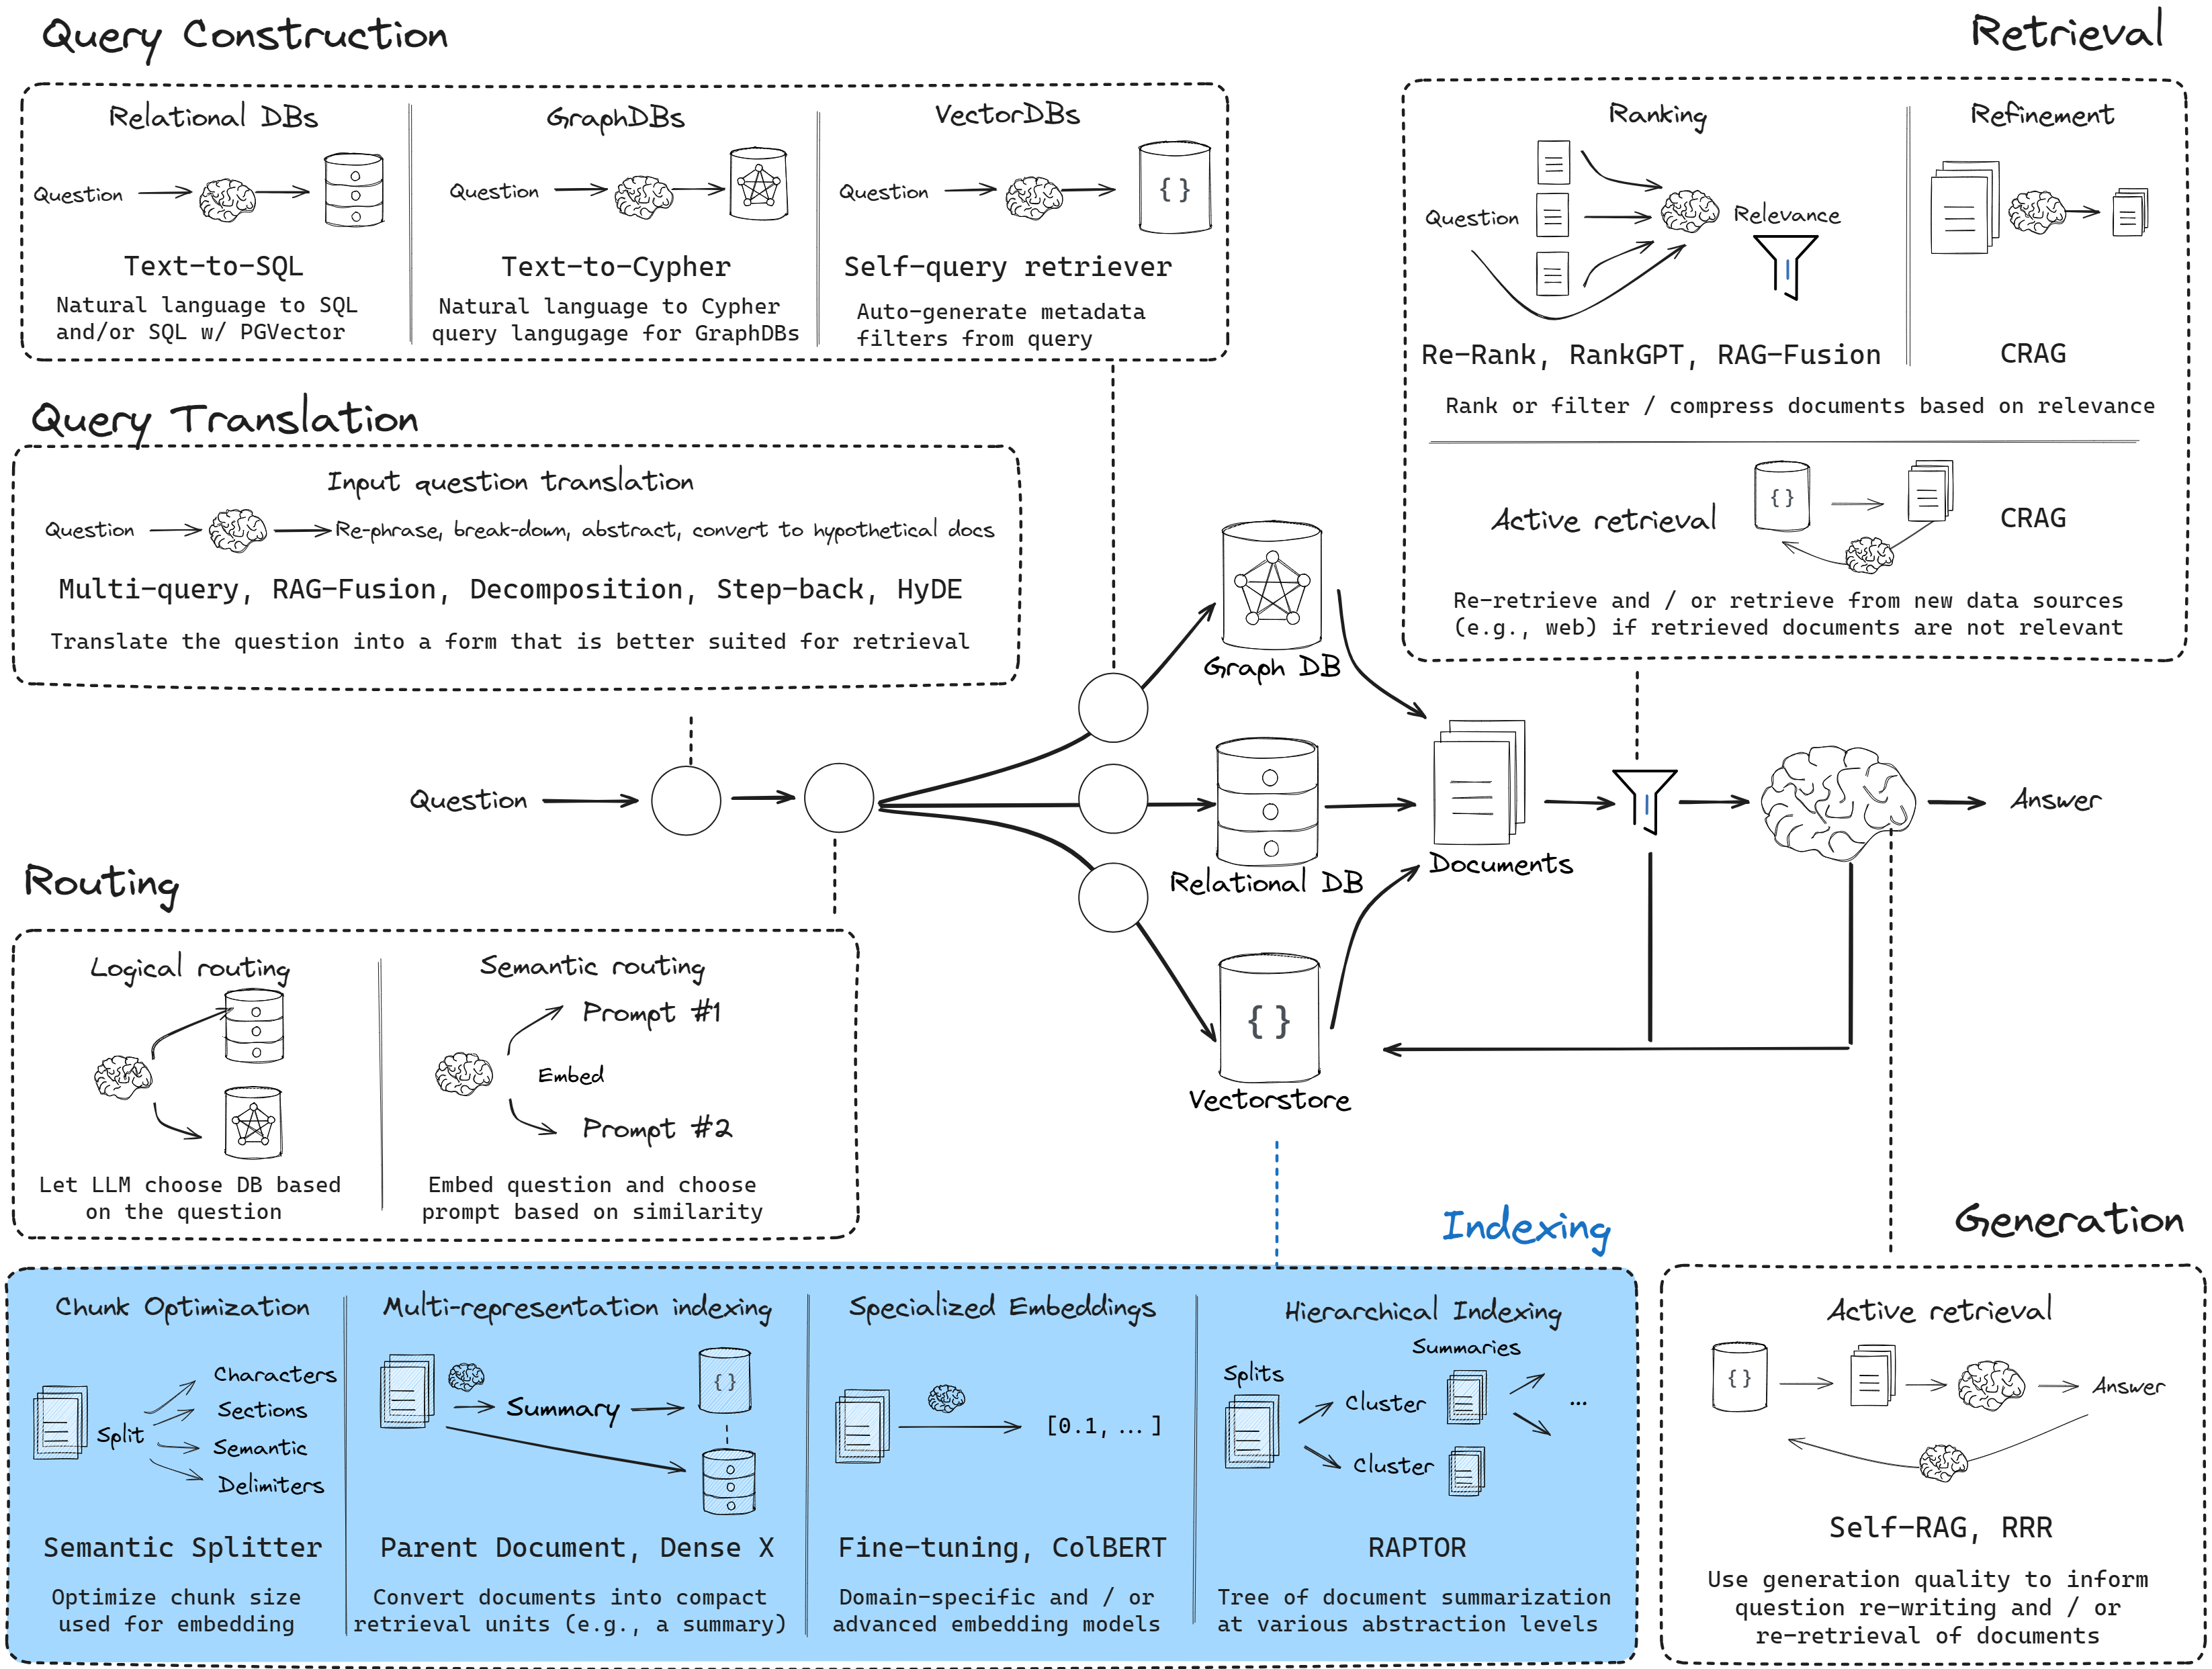 Query Construction
Relational DBs
Question
Text-to-SQL
Natural language to SQL
and/or SQL w/ PGVector
GraphDBs
Question
Text-to-Cypher
Natural language to Cypher
query langugage for GraphDBs
VectorDBs
Question
{ }
Self-query retriever
Auto-generate metadata
filters from query
Retrieval
Ranking
Question
Relevance
Re-Rank, RankGPT, RAG-Fusion
Refinement
CRAG
Rank or filter / compress documents based on relevance
Active retrieval
{ }
CRAG
Re-retrieve and / or retrieve from new data sources
(e.g., web) if retrieved documents are not relevant
Query Translation
Input question translation
Question
Re-phrase, break-down, abstract, convert to hypothetical docs
Multi-query, RAG-Fusion, Decomposition, Step-back, HyDE
Translate the question into a form that is better suited for retrieval
Question
Graph DB
Relational DB
{ }
Vectorstore
Documents
Answer
Routing
Logical routing
Let LLM choose DB based
on the question
Semantic routing
Prompt #1
Embed
Prompt #2
Embed question and choose
prompt based on similarity
Indexing
Chunk Optimization
Split
Characters
Sections
Semantic
Delimiters
Semantic Splitter
Optimize chunk size
used for embedding
Multi-representation indexing
Summary
{ }
Parent Document, Dense X
Convert documents into compact
retrieval units (e.g., a summary)
Specialized Embeddings
[0.1, ...]
Fine-tuning, ColBERT
Domain-specific and / or
advanced embedding models
Hierarchical Indexing
Summaries
Splits
Cluster
...
Cluster
RAPTOR
Tree of document summarization
at various abstraction levels
Generation
Active retrieval
{ }
Answer
Self-RAG, RRR
Use generation quality to inform
question re-writing and / or
re-retrieval of documents